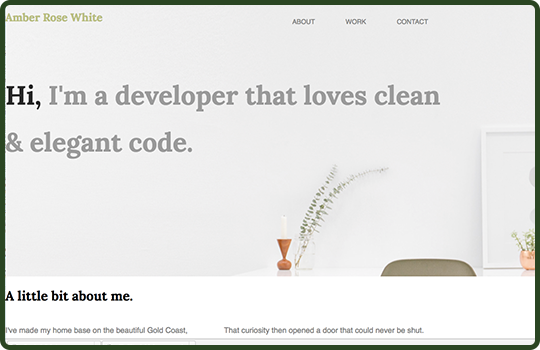 Amber Rose White
ABOUT WORK CONTACT
Hi, I'm a developer that loves clean
& elegant code.
A little bit about me.
I've made my home base on the beautiful Gold Coast,
That curiosity then opened a door that could never be shut.